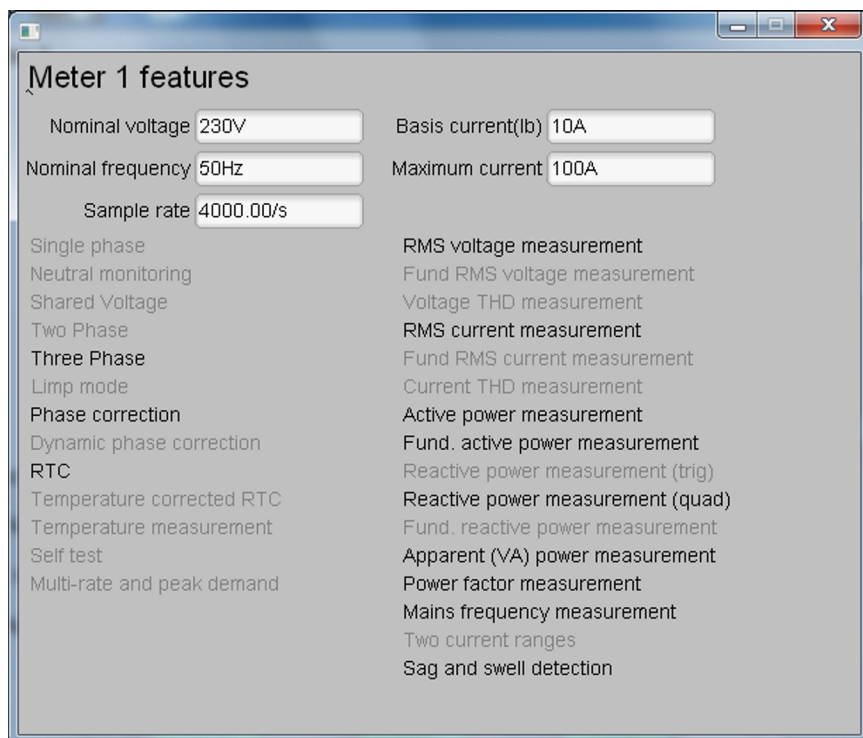 Meter 1 features
Nominal voltage 230V Basis current(Ib) 10A
Nominal frequency 50Hz Maximum current 100A
Sample rate 4000.00/s
Single phase RMS voltage measurement
Neutral monitoring Fund RMS voltage measurement
Shared Voltage Voltage THD measurement
Two Phase RMS current measurement
Three Phase Fund RMS current measurement
Limp mode Current THD measurement
Phase correction Active power measurement
Dynamic phase correction Fund. active power measurement
RTC Reactive power measurement (trig)
Temperature corrected RTC Reactive power measurement (quad)
Temperature measurement Fund. reactive power measurement
Self test Apparent (VA) power measurement
Multi-rate and peak demand Power factor measurement
Mains frequency measurement
Two current ranges
Sag and swell detection